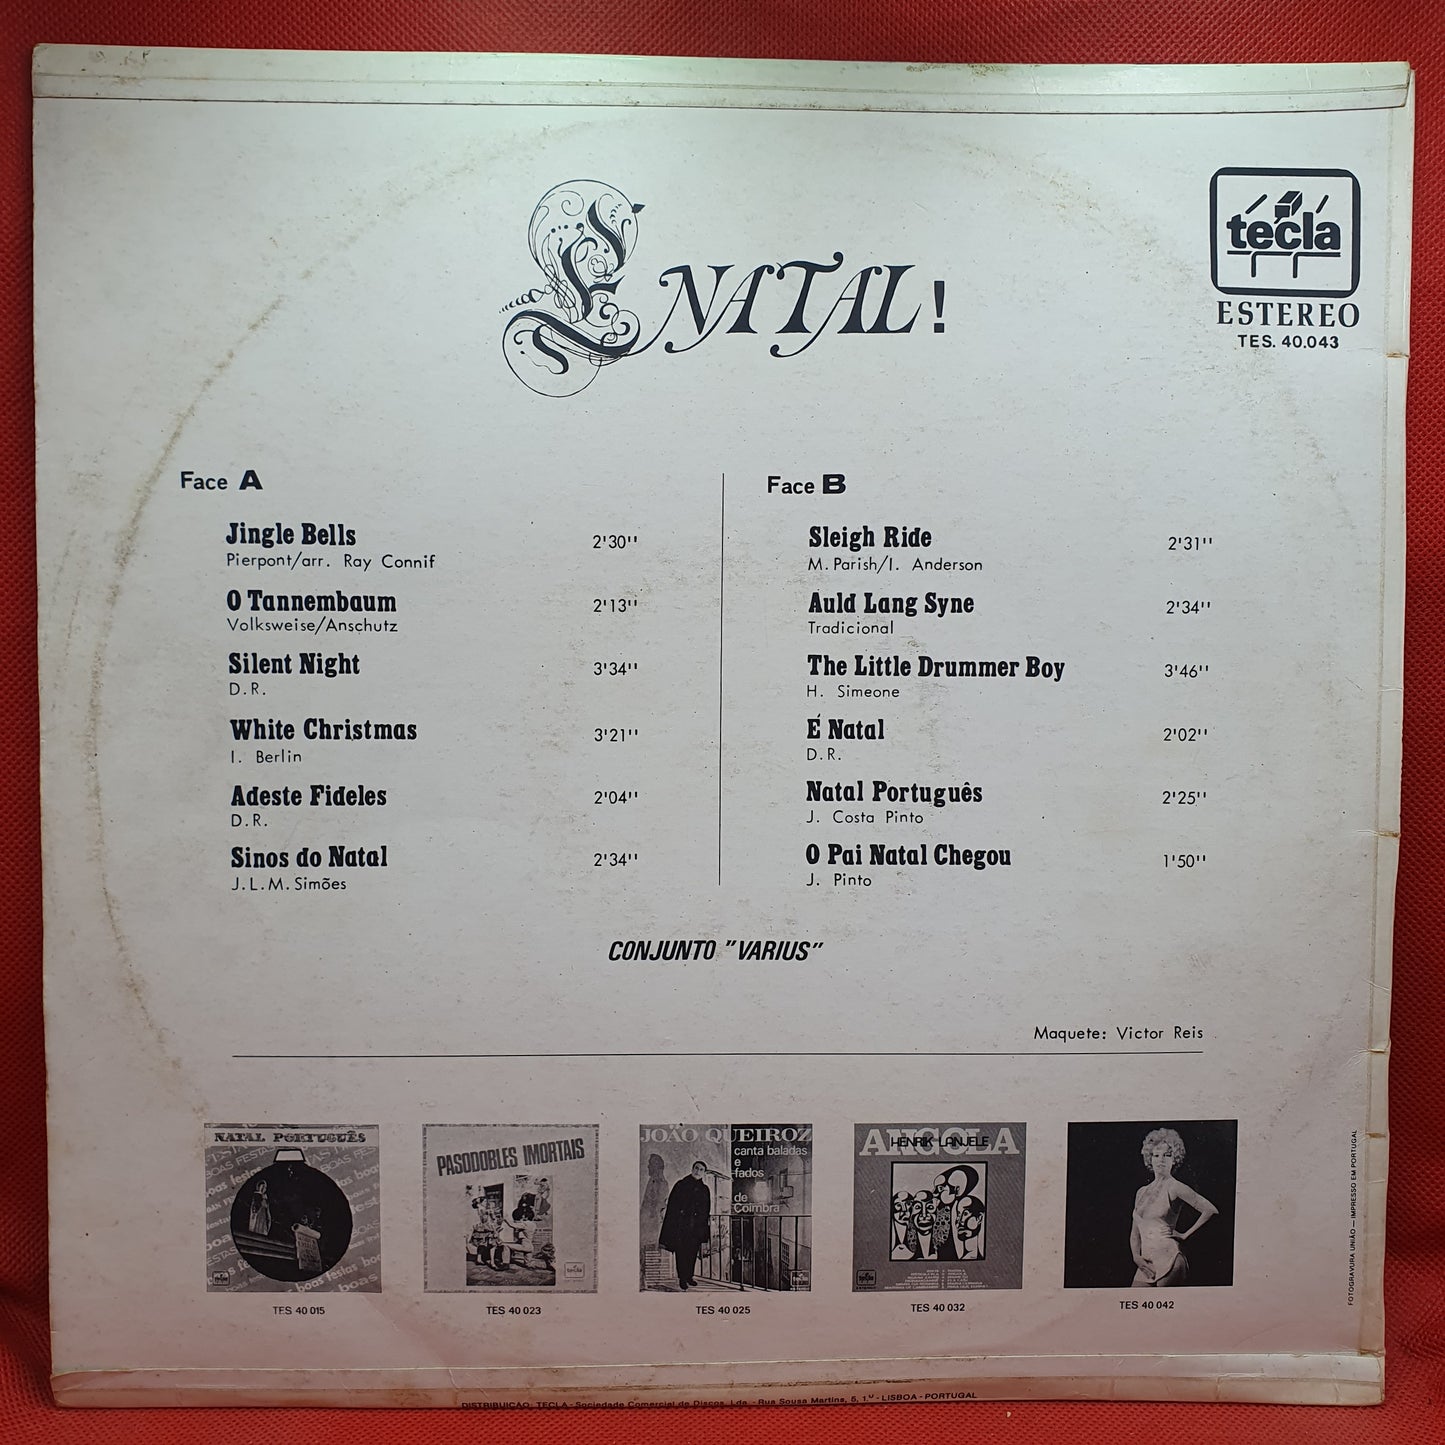 É NATAL!
tecla
ESTEREO
TES. 40.043
Face A
Jingle Bells 2'30''
Pierpont/arr. Ray Connif
O Tannembaum 2'13''
Volksweise/Anschutz
Silent Night 3'34''
D.R.
White Christmas 3'21''
I. Berlin
Adeste Fideles 2'04''
D.R.
Sinos do Natal 2'34''
J.L.M. Simões
Face B
Sleigh Ride 2'31''
M. Parish/I. Anderson
Auld Lang Syne 2'34''
Tradicional
The Little Drummer Boy 3'46''
H. Simeone
É Natal 2'02''
D.R.
Natal Português 2'25''
J. Costa Pinto
O Pai Natal Chegou 1'50''
J. Pinto
CONJUNTO "VARIUS"
Maquete: Victor Reis
NATAL PORTUGUÊS
boas festas
TES 40 015
PASODOBLES IMORTAIS
TES 40 023
JOÃO QUEIROZ
canta baladas
e
fados
de
Coimbra
TES 40 025
ANGOLA
HENRIK LANJELE
tecla
TES 40 032
TES 40 042
FOTOGRAVURA UNIÃO — IMPRESSO EM PORTUGAL
DISTRIBUIÇÃO: TECLA - Sociedade Comercial de Discos, Lda. - Rua Sousa Martins, 5, 1.º - LISBOA - PORTUGAL